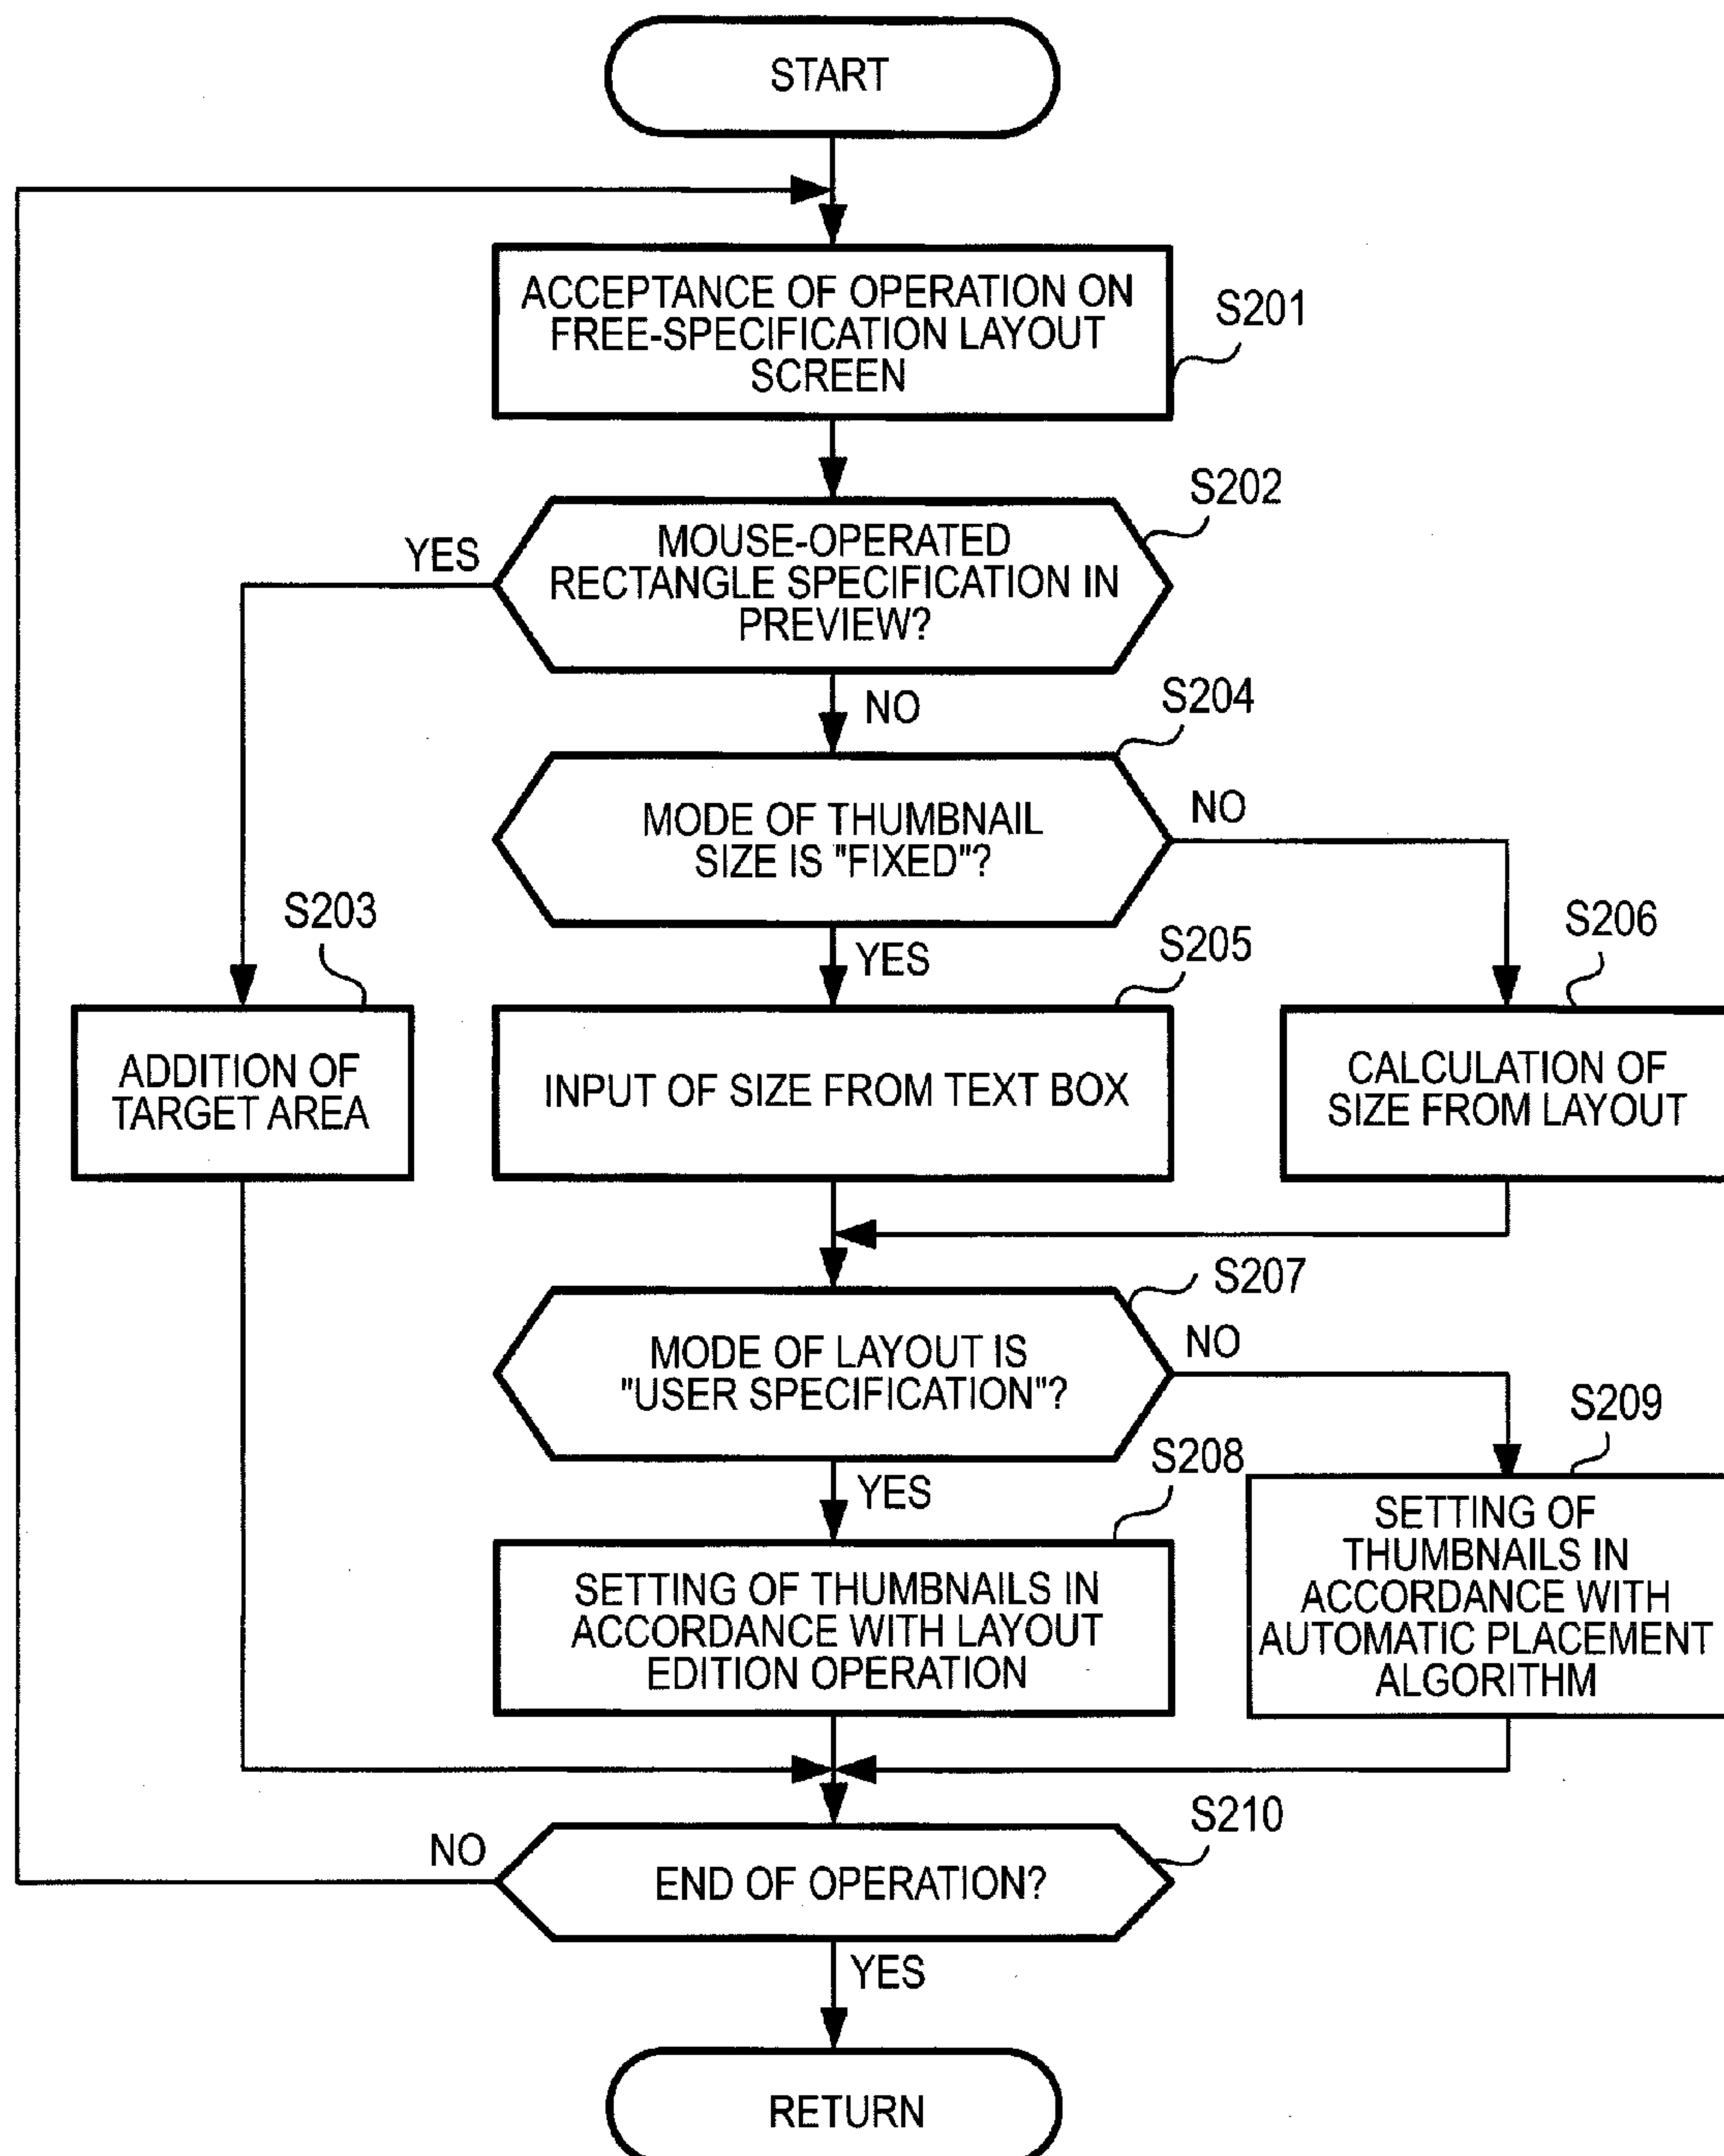 START
ACCEPTANCE OF OPERATION ON
FREE-SPECIFICATION LAYOUT
SCREEN
S201
MOUSE-OPERATED
RECTANGLE SPECIFICATION IN
PREVIEW?
S202
YES
NO
MODE OF THUMBNAIL
SIZE IS "FIXED"?
S204
NO
YES
S203
ADDITION OF
TARGET AREA
S205
INPUT OF SIZE FROM TEXT BOX
S206
CALCULATION OF
SIZE FROM LAYOUT
S207
MODE OF LAYOUT IS
"USER SPECIFICATION"?
NO
YES
S208
SETTING OF THUMBNAILS IN
ACCORDANCE WITH LAYOUT
EDITION OPERATION
S209
SETTING OF
THUMBNAILS IN
ACCORDANCE WITH
AUTOMATIC PLACEMENT
ALGORITHM
S210
NO
END OF OPERATION?
YES
RETURN